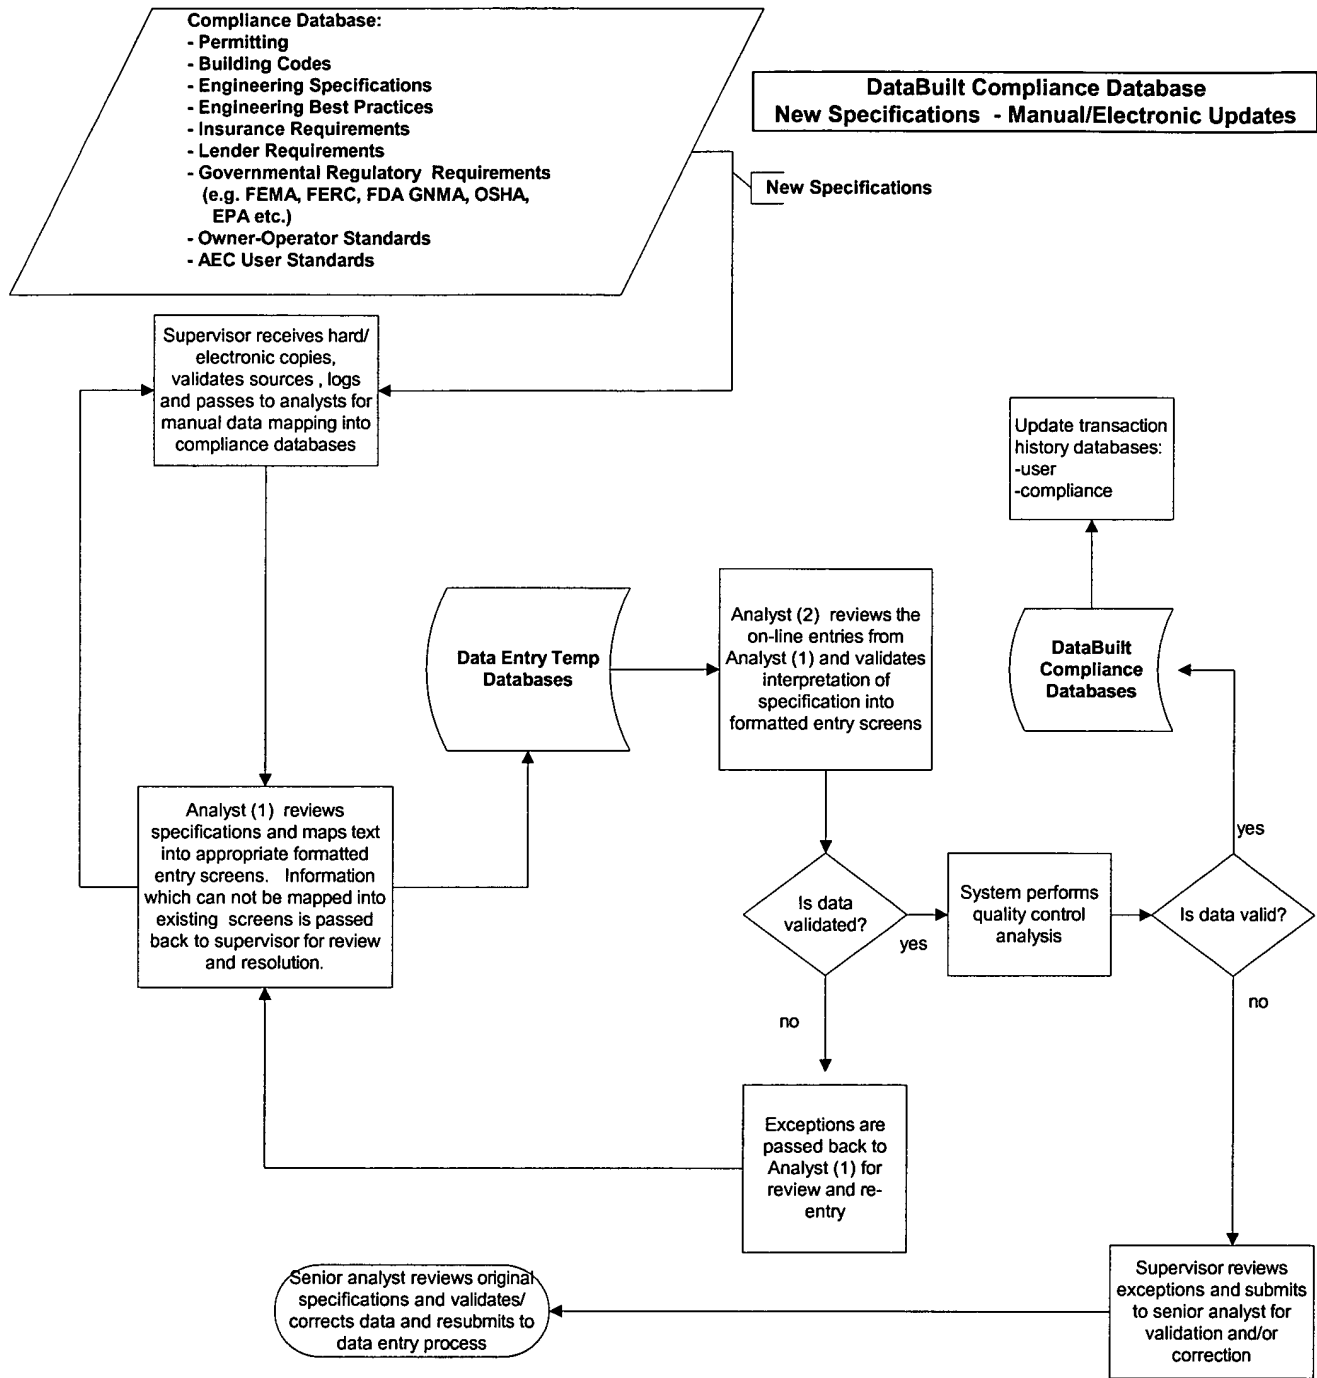 Compliance Database:
- Permitting
- Building Codes
- Engineering Specifications
- Engineering Best Practices
- Insurance Requirements
- Lender Requirements
- Governmental Regulatory Requirements
(e.g. FEMA, FERC, FDA GNMA, OSHA,
EPA etc.)
- Owner-Operator Standards
- AEC User Standards
DataBuilt Compliance Database
New Specifications - Manual/Electronic Updates
New Specifications
Supervisor receives hard/
electronic copies,
validates sources , logs
and passes to analysts for
manual data mapping into
compliance databases
Update transaction
history databases:
-user
-compliance
Data Entry Temp
Databases
Analyst (2) reviews the
on-line entries from
Analyst (1) and validates
interpretation of
specification into
formatted entry screens
DataBuilt
Compliance
Databases
Analyst (1) reviews
specifications and maps text
into appropriate formatted
entry screens. Information
which can not be mapped into
existing screens is passed
back to supervisor for review
and resolution.
Is data
validated?
yes
System performs
quality control
analysis
Is data valid?
yes
no
no
Exceptions are
passed back to
Analyst (1) for
review and re-
entry
Senior analyst reviews original
specifications and validates/
corrects data and resubmits to
data entry process
Supervisor reviews
exceptions and submits
to senior analyst for
validation and/or
correction